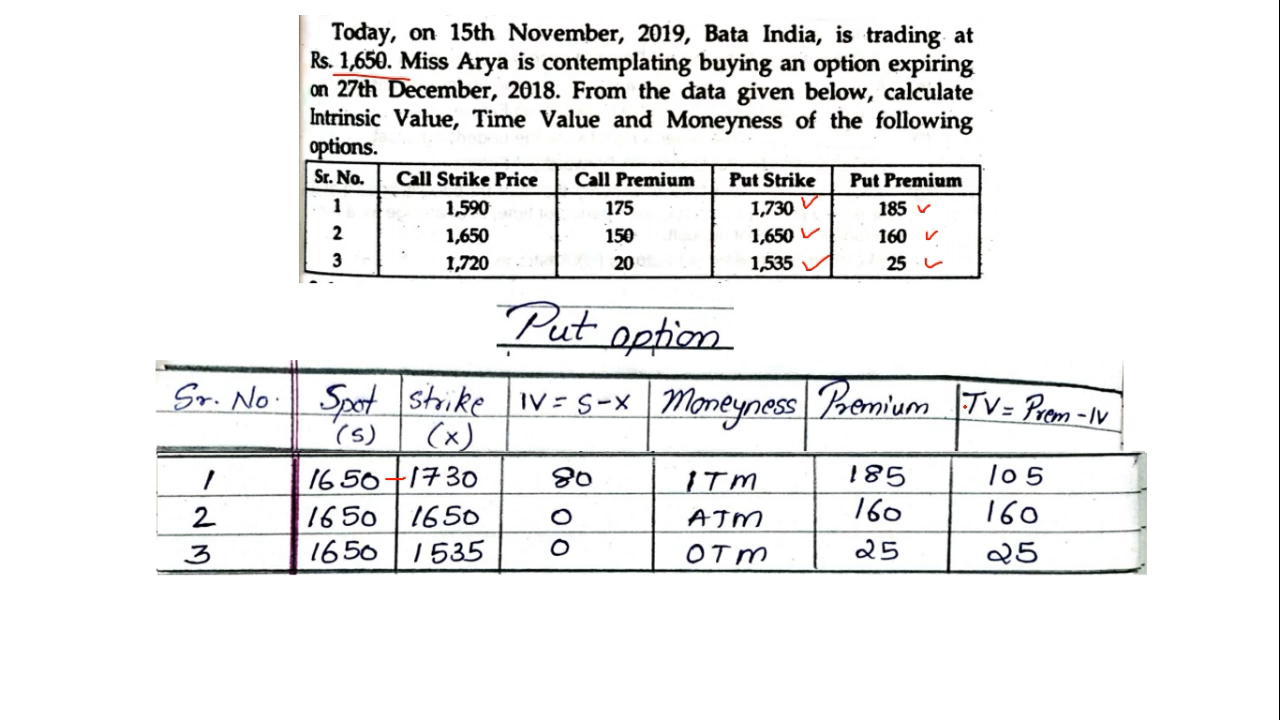 Today, on 15th November, 2019, Bata India, is trading at
Rs. 1,650. Miss Arya is contemplating buying an option expiring
on 27th December, 2018. From the data given below, calculate
Intrinsic Value, Time Value and Moneyness of the following
options.
Sr. No. Call Strike Price Call Premium Put Strike Put Premium
1 1,590 175 1,730 185
2 1,650 150 1,650 160
3 1,720 20 1,535 25
Put option
Sr. No. Spot (S) strike (x) IV = S-X Moneyness Premium TV = Prem - IV
1 1650 1730 80 ITM 185 105
2 1650 1650 0 ATM 160 160
3 1650 1535 0 OTM 25 25